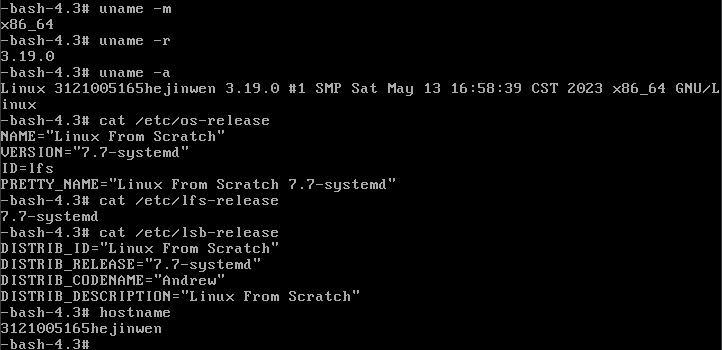 -bash-4.3# uname -m
x86_64
-bash-4.3# uname -r
3.19.0
-bash-4.3# uname -a
Linux 3121005165hejinwen 3.19.0 #1 SMP Sat May 13 16:58:39 CST 2023 x86_64 GNU/L
inux
-bash-4.3# cat /etc/os-release
NAME="Linux From Scratch"
VERSION="7.7-systemd"
ID=lfs
PRETTY_NAME="Linux From Scratch 7.7-systemd"
-bash-4.3# cat /etc/lfs-release
7.7-systemd
-bash-4.3# cat /etc/lsb-release
DISTRIB_ID="Linux From Scratch"
DISTRIB_RELEASE="7.7-systemd"
DISTRIB_CODENAME="Andrew"
DISTRIB_DESCRIPTION="Linux From Scratch"
-bash-4.3# hostname
3121005165hejinwen
-bash-4.3#